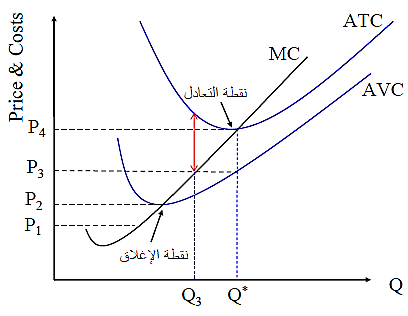 Price & Costs
ATC
MC
AVC
نقطة التعادل
P4
P3
P2
P1
نقطة الإغلاق
Q3
Q*
Q